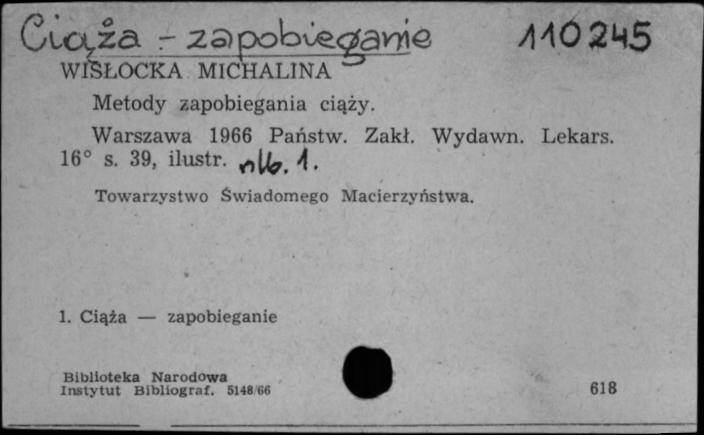 Ciąża - zapobieganie 110245
WISŁOCKA MICHALINA
Metody zapobiegania ciąży.
Warszawa 1966 Państw. Zakł. Wydawn. Lekars.
16° s. 39, ilustr. nlb. 1.
Towarzystwo Świadomego Macierzyństwa.
1. Ciąża — zapobieganie
Biblioteka Narodowa
Instytut Bibliograf. 5148/66 618